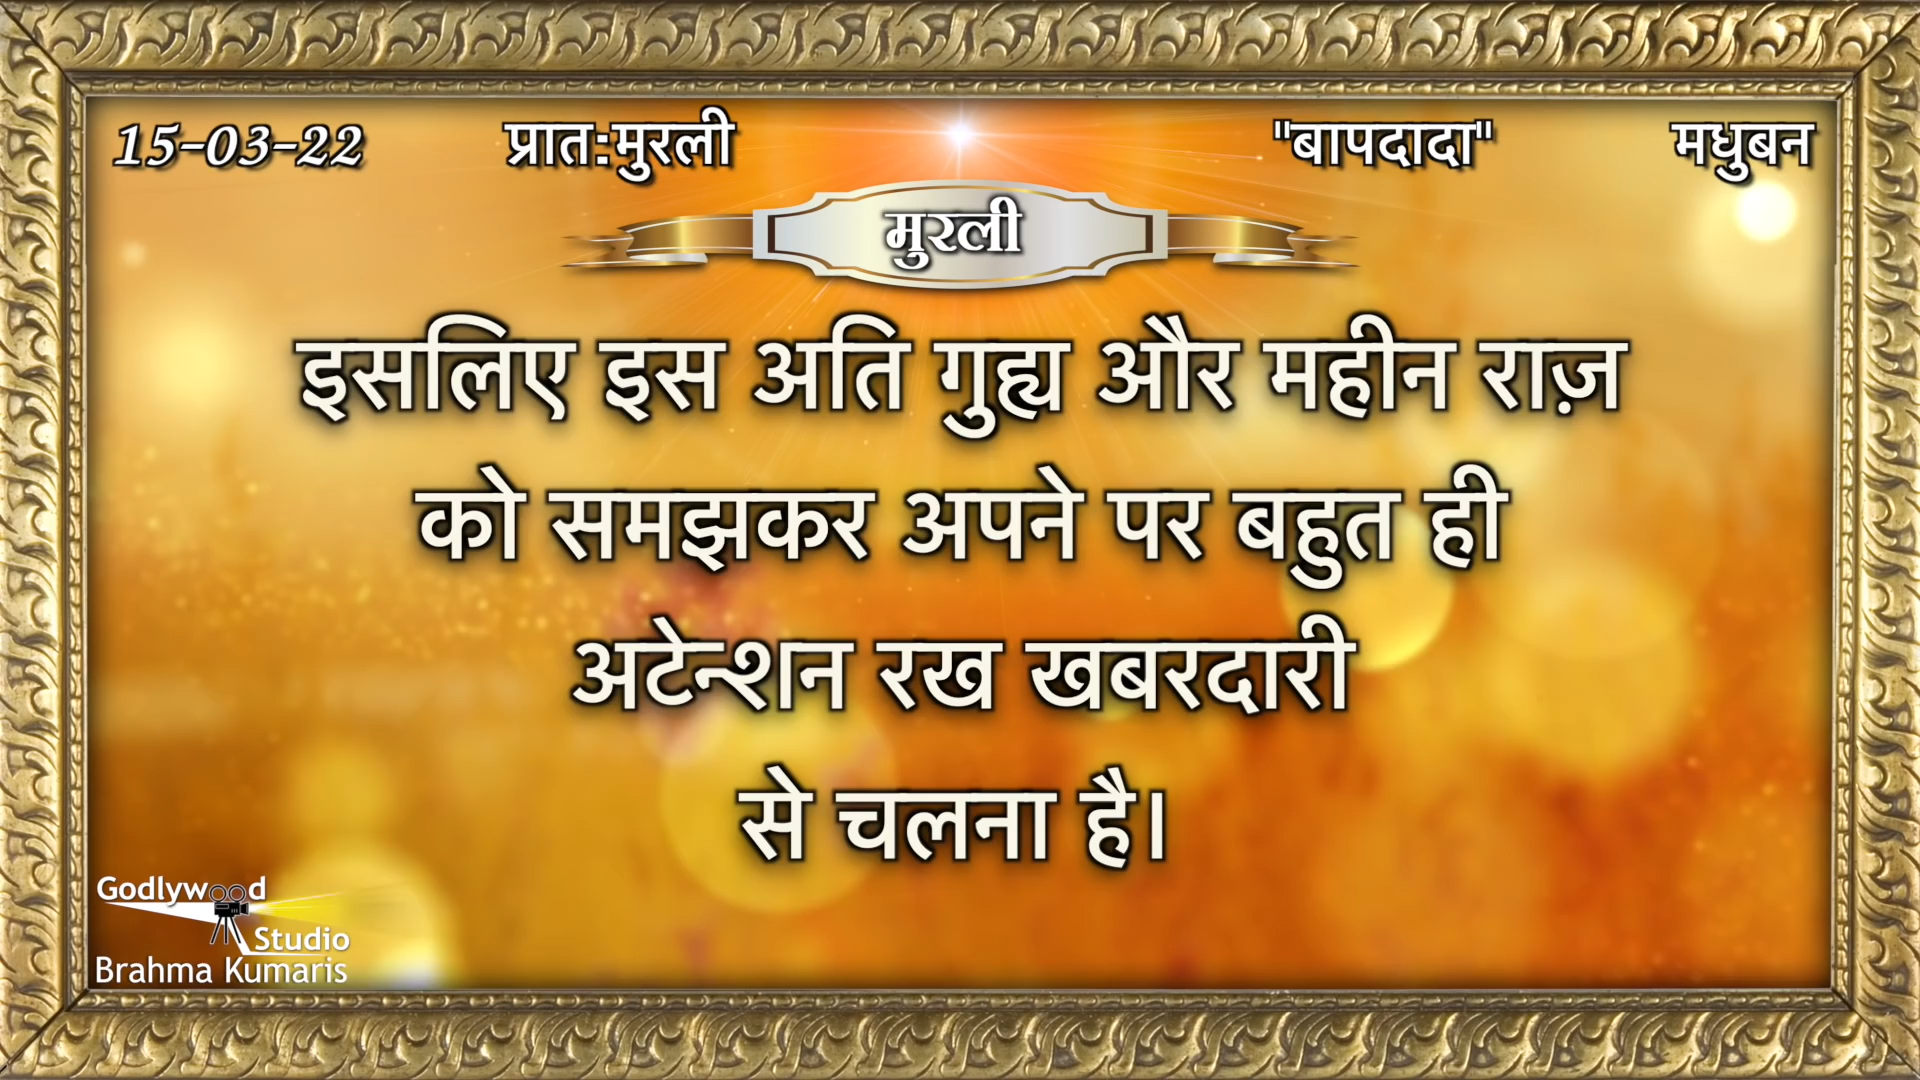 15-03-22 प्रात:मुरली "बापदादा" मधुबन
मुरली
इसलिए इस अति गुह्य और महीन राज़
को समझकर अपने पर बहुत ही
अटेन्शन रख खबरदारी
से चलना है।
Godlywood
Studio
Brahma Kumaris